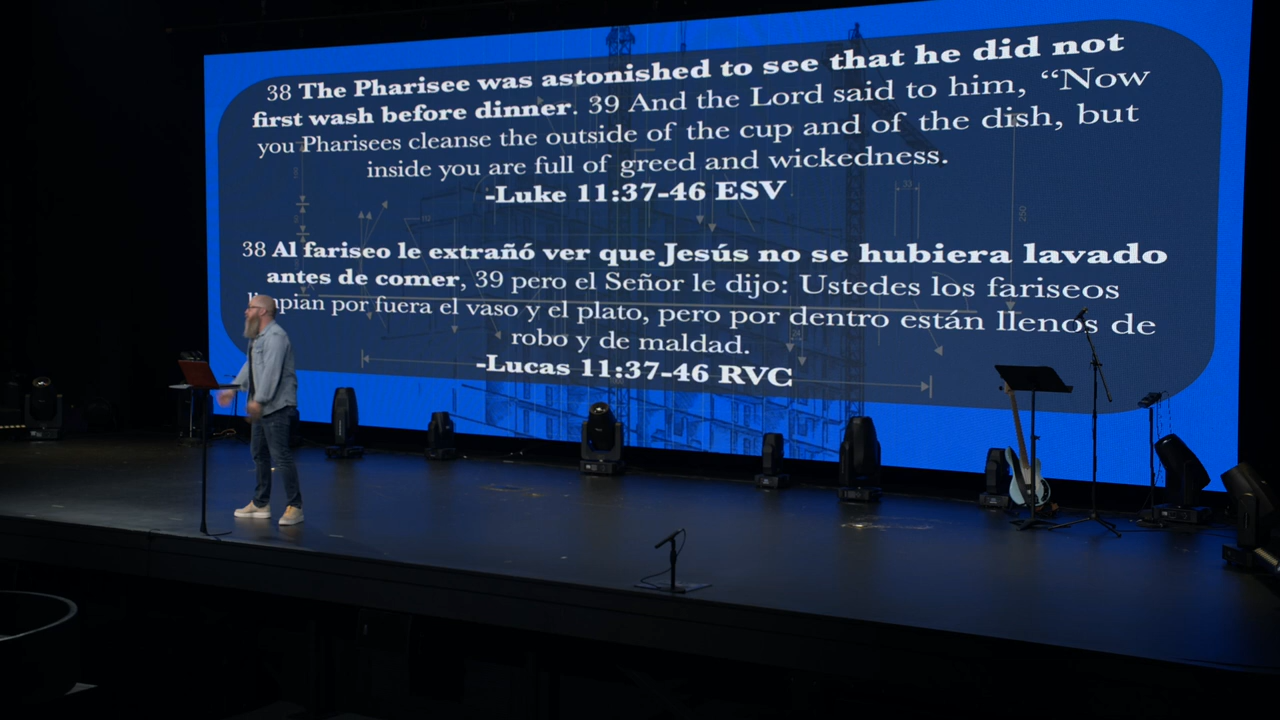 38 The Pharisee was astonished to see that he did not
first wash before dinner. 39 And the Lord said to him, “Now
you Pharisees cleanse the outside of the cup and of the dish, but
inside you are full of greed and wickedness.
-Luke 11:37-46 ESV
38 Al fariseo le extrañó ver que Jesús no se hubiera lavado
antes de comer, 39 pero el Señor le dijo: Ustedes los fariseos
por fuera el vaso y el plato, pero por dentro están llenos de
robo y de maldad.
-Lucas 11:37-46 RVC
33
250